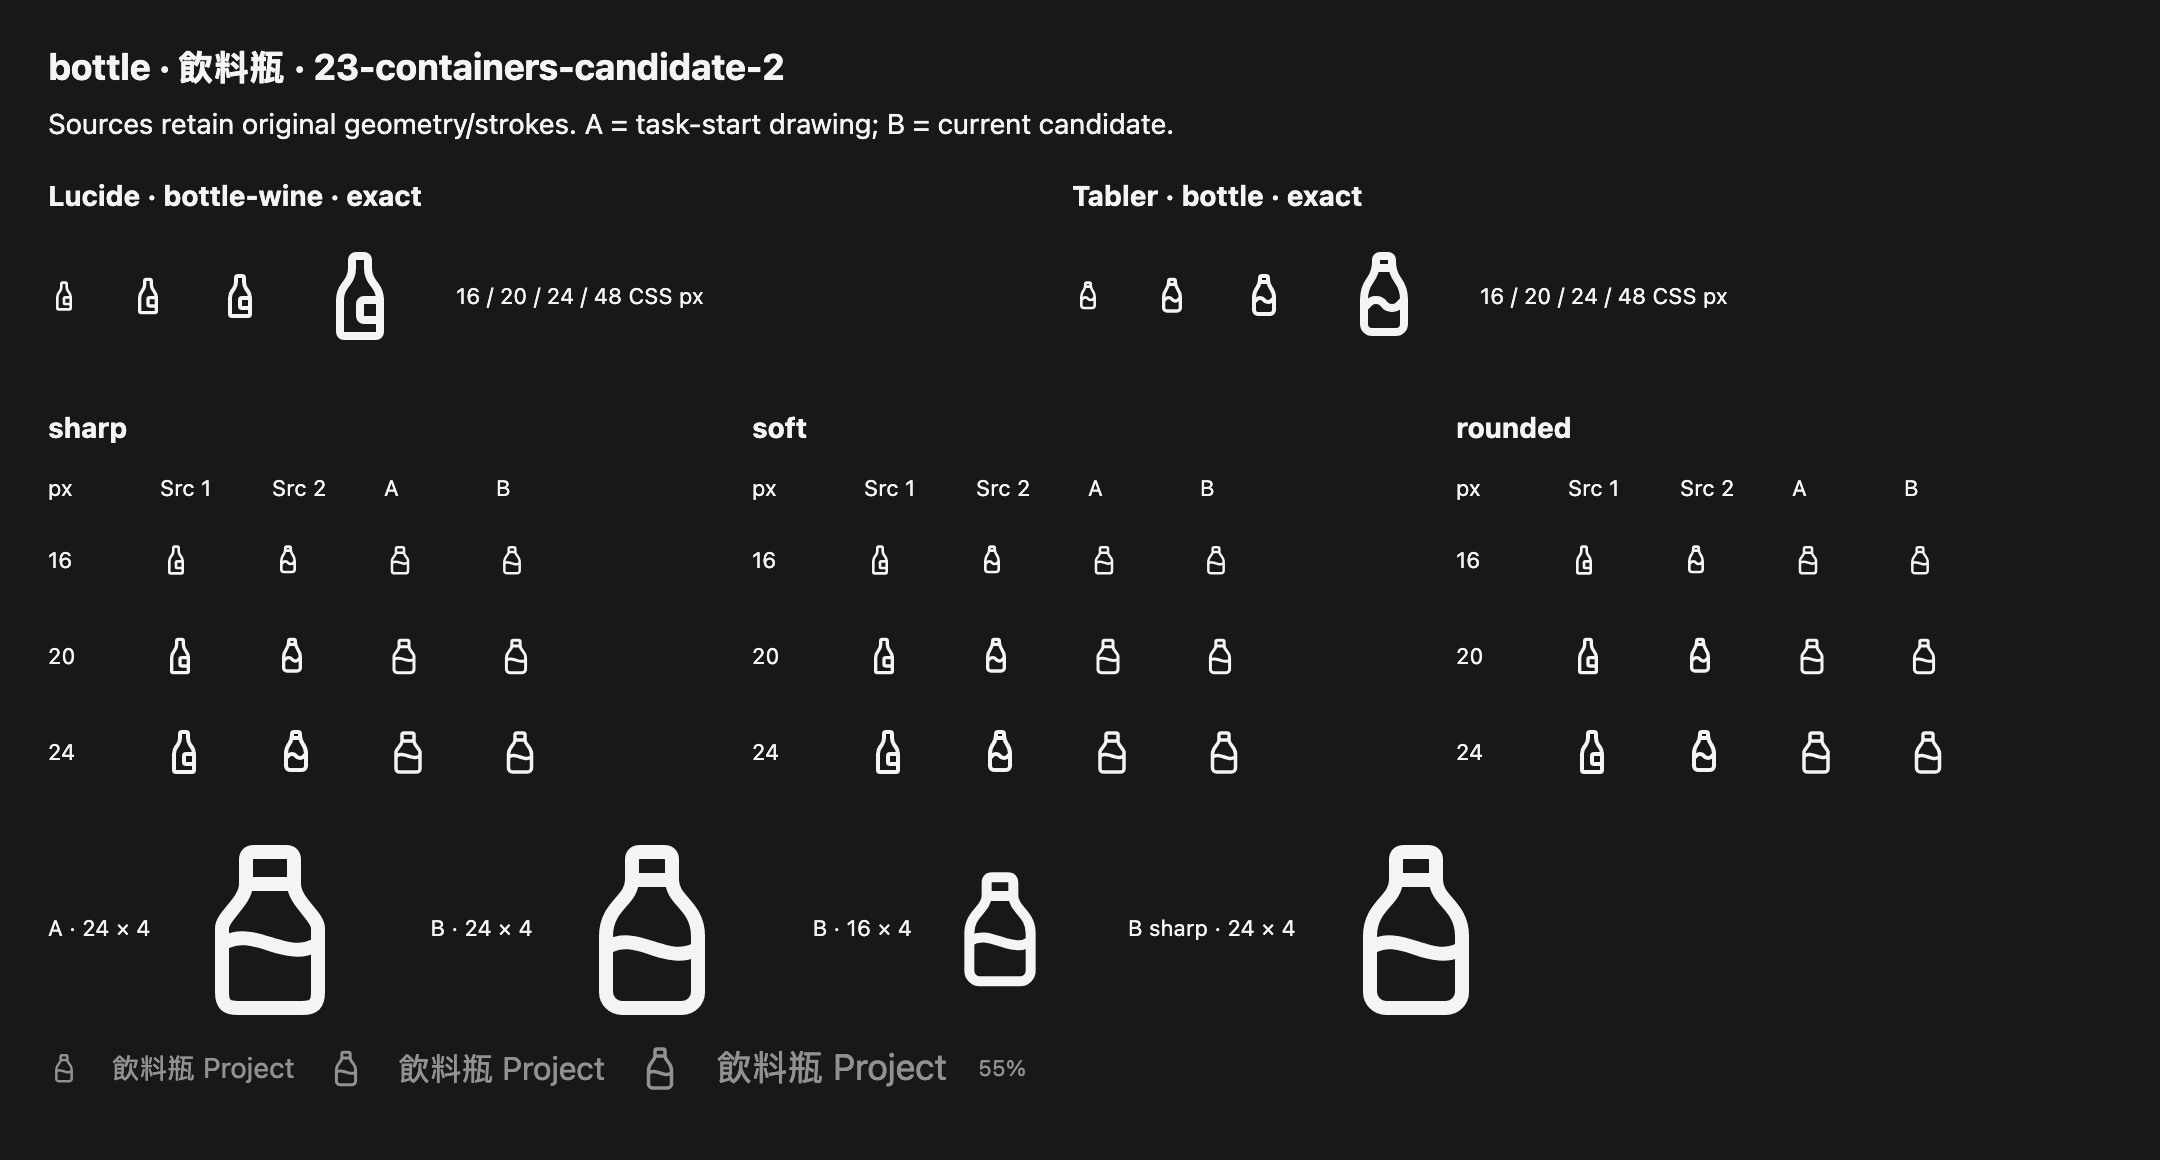 bottle · 飲料瓶 · 23-containers-candidate-2
Sources retain original geometry/strokes. A = task-start drawing; B = current candidate.
Lucide · bottle-wine · exact
Tabler · bottle · exact
16 / 20 / 24 / 48 CSS px
16 / 20 / 24 / 48 CSS px
sharp
soft
rounded
px Src 1 Src 2 A B
px Src 1 Src 2 A B
px Src 1 Src 2 A B
16
16
16
20
20
20
24
24
24
A · 24 × 4
B · 24 × 4
B · 16 × 4
B sharp · 24 × 4
飲料瓶 Project
飲料瓶 Project
飲料瓶 Project
55%